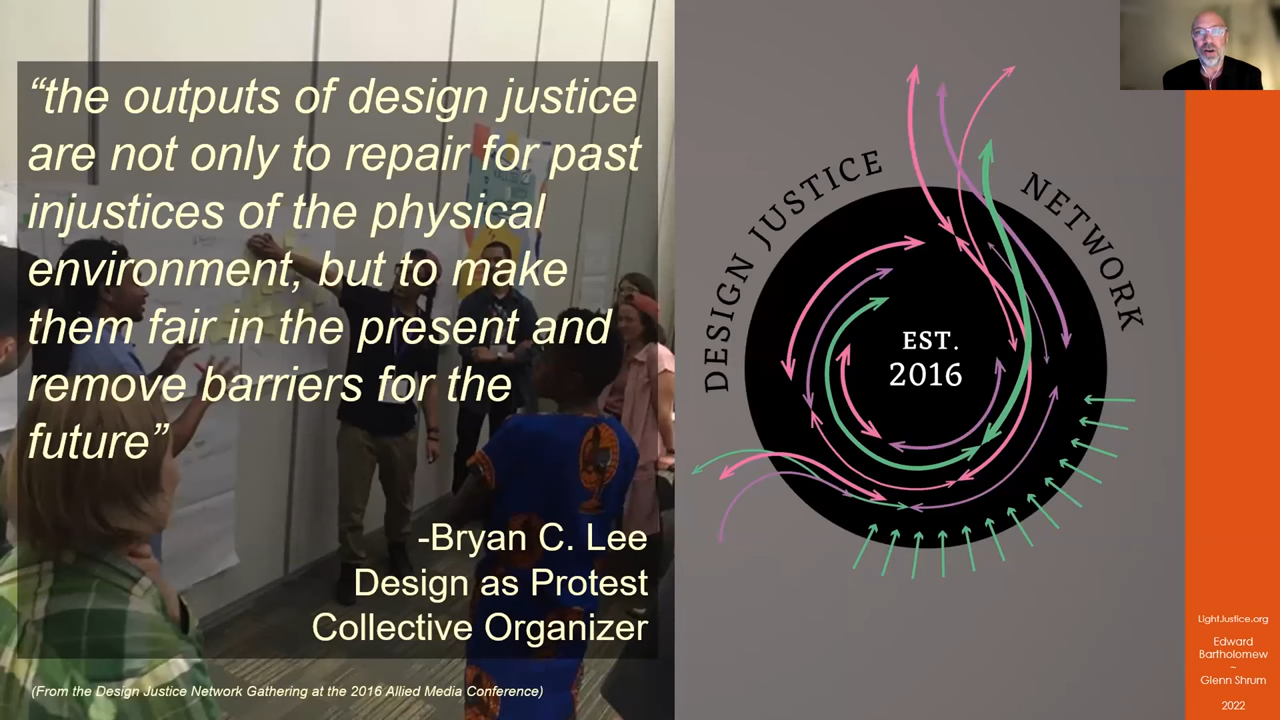 “the outputs of design justice
are not only to repair for past
injustices of the physical
environment, but to make
them fair in the present and
remove barriers for the
future”
-Bryan C. Lee
Design as Protest
Collective Organizer
(From the Design Justice Network Gathering at the 2016 Allied Media Conference)
DESIGN JUSTICE
NETWORK
EST.
2016
LightJustice.org
Edward
Bartholomew
~
Glenn Shrum
2022